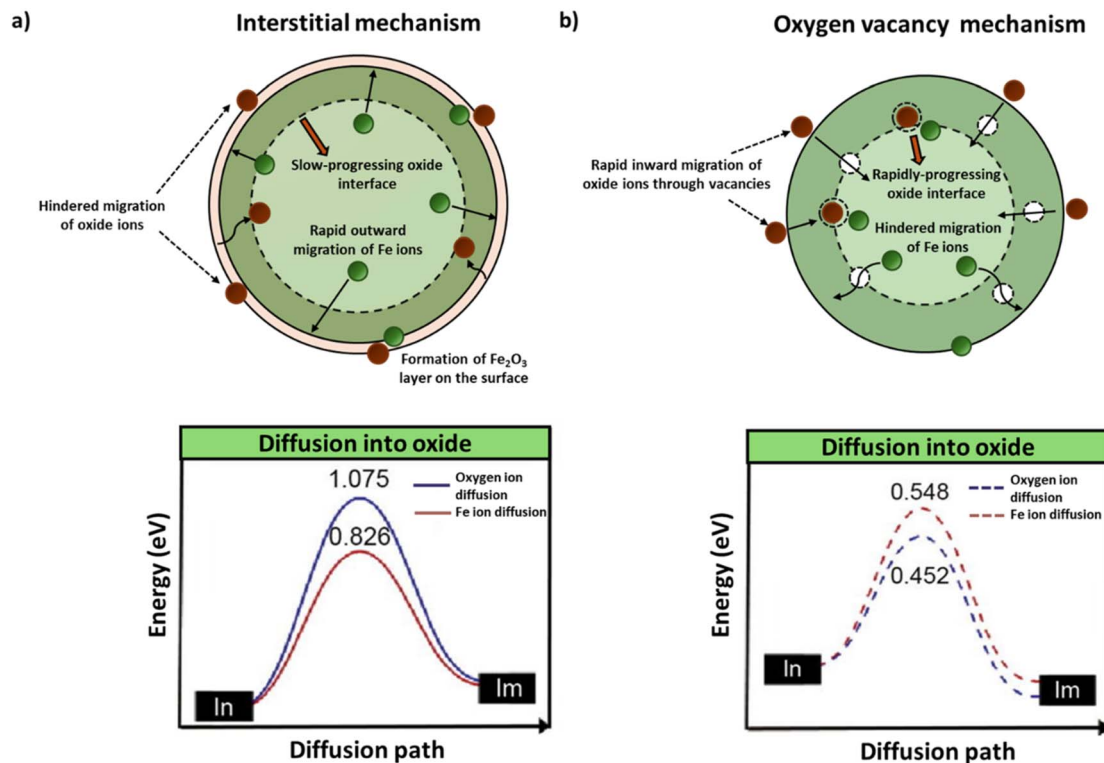 a)
Interstitial mechanism
Hindered migration
of oxide ions
Slow-progressing oxide
interface
Rapid outward
migration of Fe ions
Formation of Fe₂O₃
layer on the surface
Diffusion into oxide
1.075
0.826
Oxygen ion
diffusion
Fe ion diffusion
Energy (eV)
In
Im
Diffusion path
b)
Oxygen vacancy mechanism
Rapid inward migration of
oxide ions through vacancies
Rapidly-progressing
oxide interface
Hindered migration
of Fe ions
Diffusion into oxide
0.548
0.452
Oxygen ion
diffusion
Fe ion diffusion
Energy (eV)
In
Im
Diffusion path